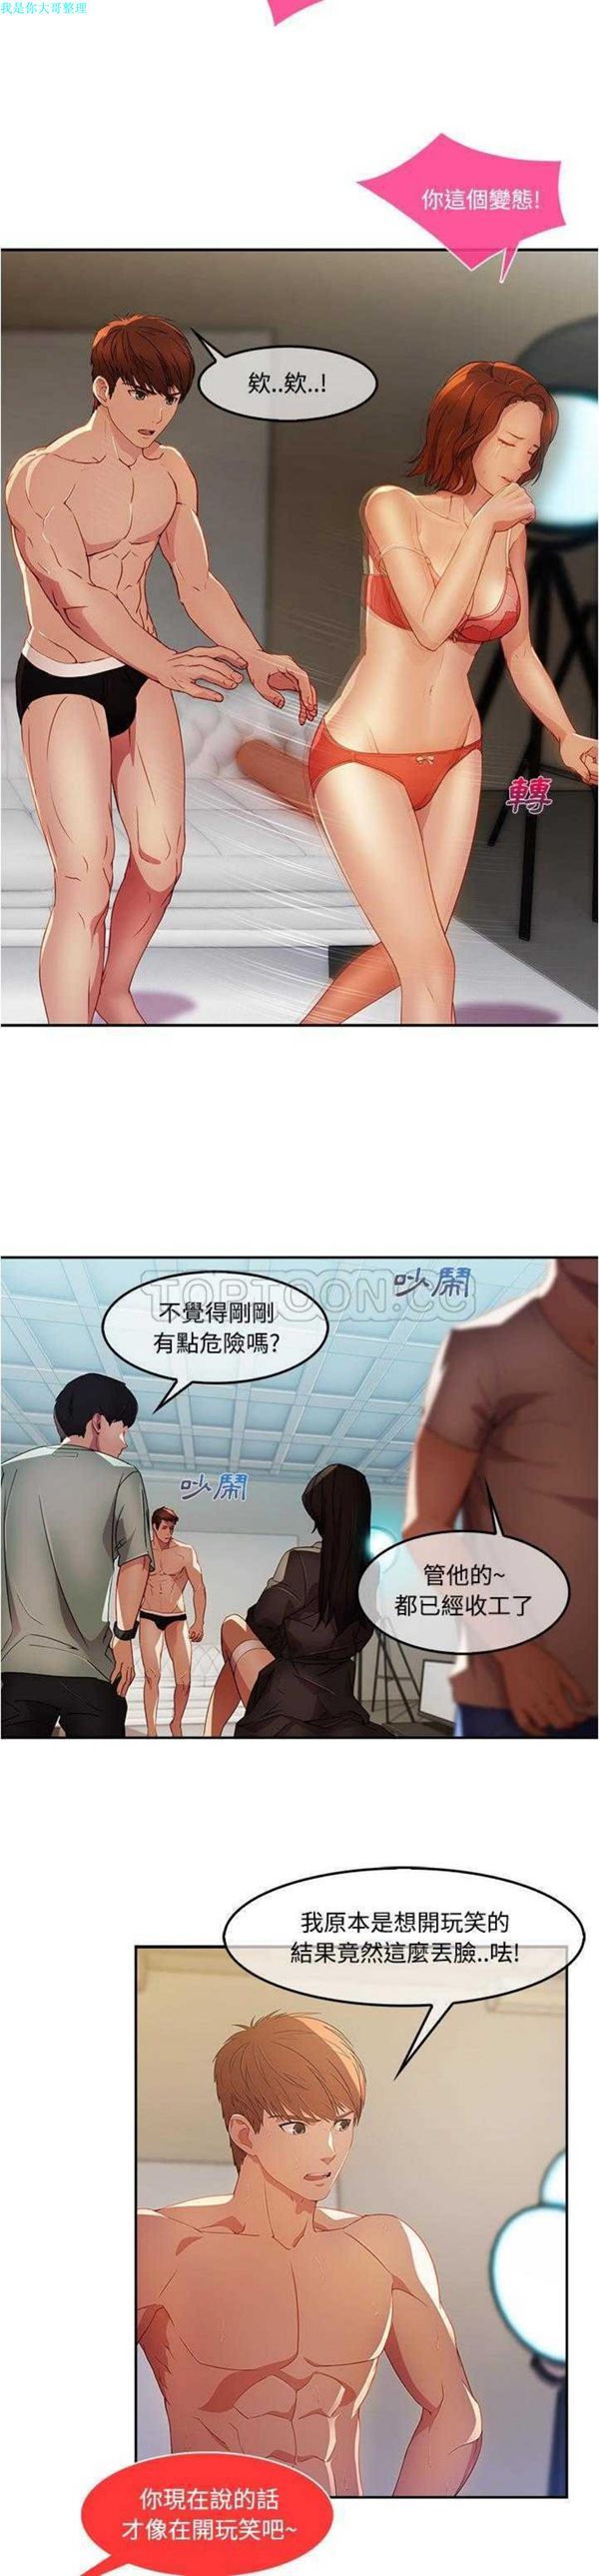 我是你大哥整理
你這個變態!
欸..欸..!
轉
吵鬧
TOPTOON.CC
不覺得剛剛
有點危險嗎?
吵鬧
管他的~
都已經收工了
我原本是想開玩笑的
結果竟然這麼丟臉..呿!
你現在說的話
才像在開玩笑吧~